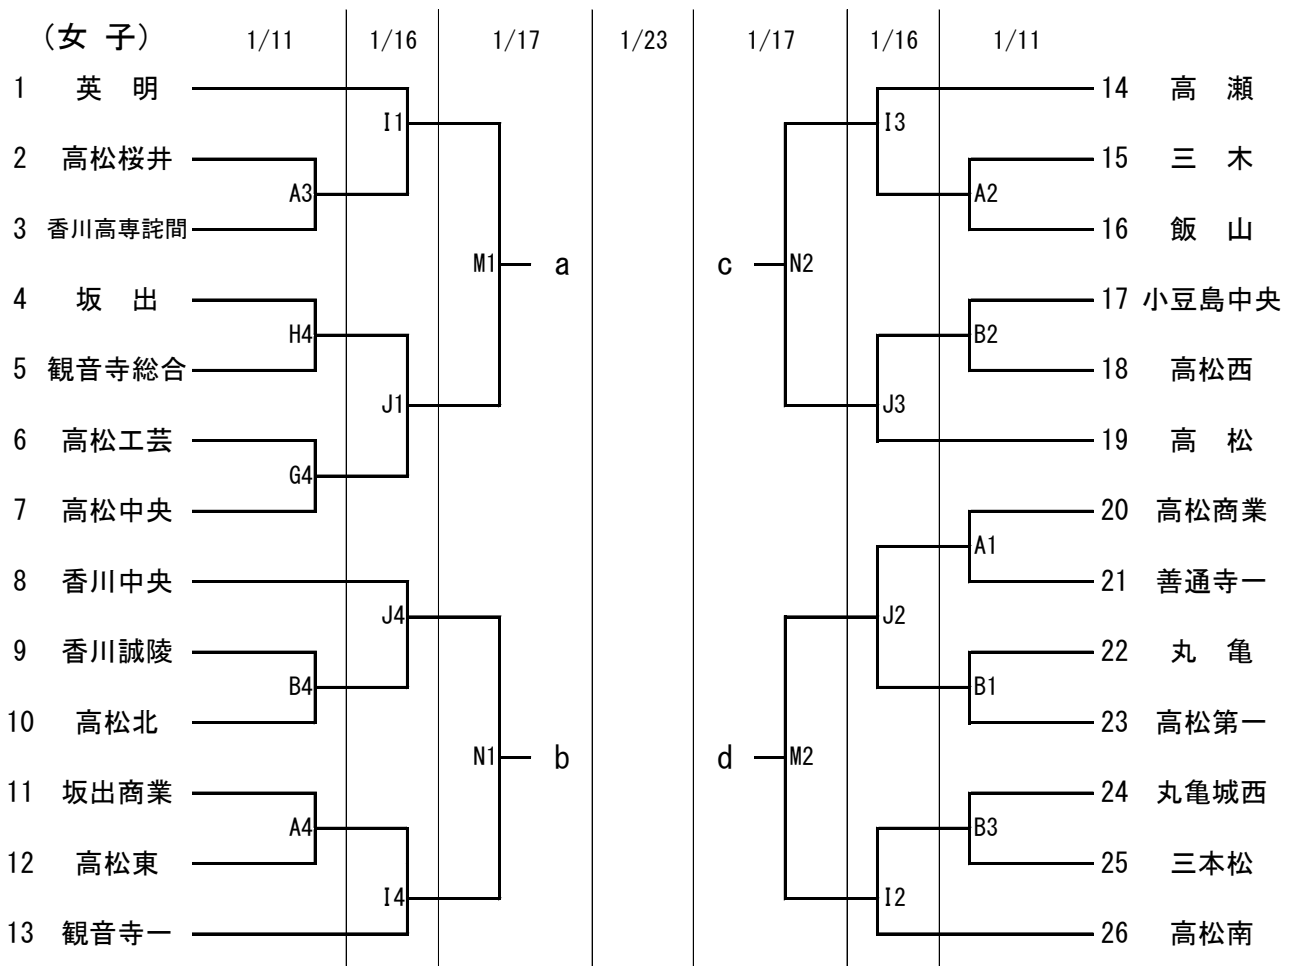 （女 子） 1/11 1/16 1/17 1/23 1/17 1/16 1/11
1 英 明 14 高 瀬
I1 I3
2 高松桜井 15 三 木
A3 A2
3 香川高専詫間 16 飯 山
M1 a c N2
4 坂 出 17 小豆島中央
H4 B2
5 観音寺総合 18 高松西
J1 J3
6 高松工芸 19 高 松
G4
7 高松中央 20 高松商業
A1
8 香川中央 21 善通寺一
J4 J2
9 香川誠陵 22 丸 亀
B4 B1
10 高松北 23 高松第一
N1 b d M2
11 坂出商業 24 丸亀城西
A4 B3
12 高松東 25 三本松
I4 I2
13 観音寺一 26 高松南